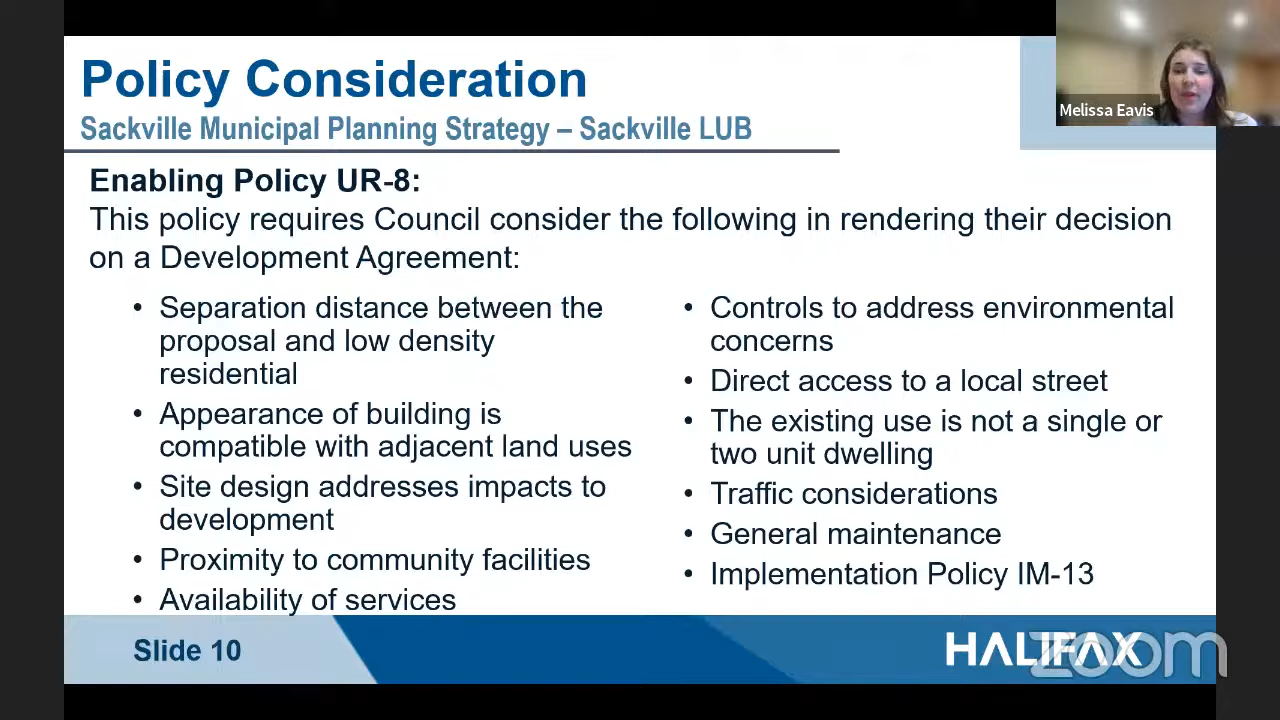 Policy Consideration
Sackville Municipal Planning Strategy – Sackville LUB
Melissa Eavis
Enabling Policy UR-8:
This policy requires Council consider the following in rendering their decision
on a Development Agreement:
• Separation distance between the
proposal and low density
residential
• Appearance of building is
compatible with adjacent land uses
• Site design addresses impacts to
development
• Proximity to community facilities
• Availability of services
• Controls to address environmental
concerns
• Direct access to a local street
• The existing use is not a single or
two unit dwelling
• Traffic considerations
• General maintenance
• Implementation Policy IM-13
Slide 10
HALIFAX
zoom